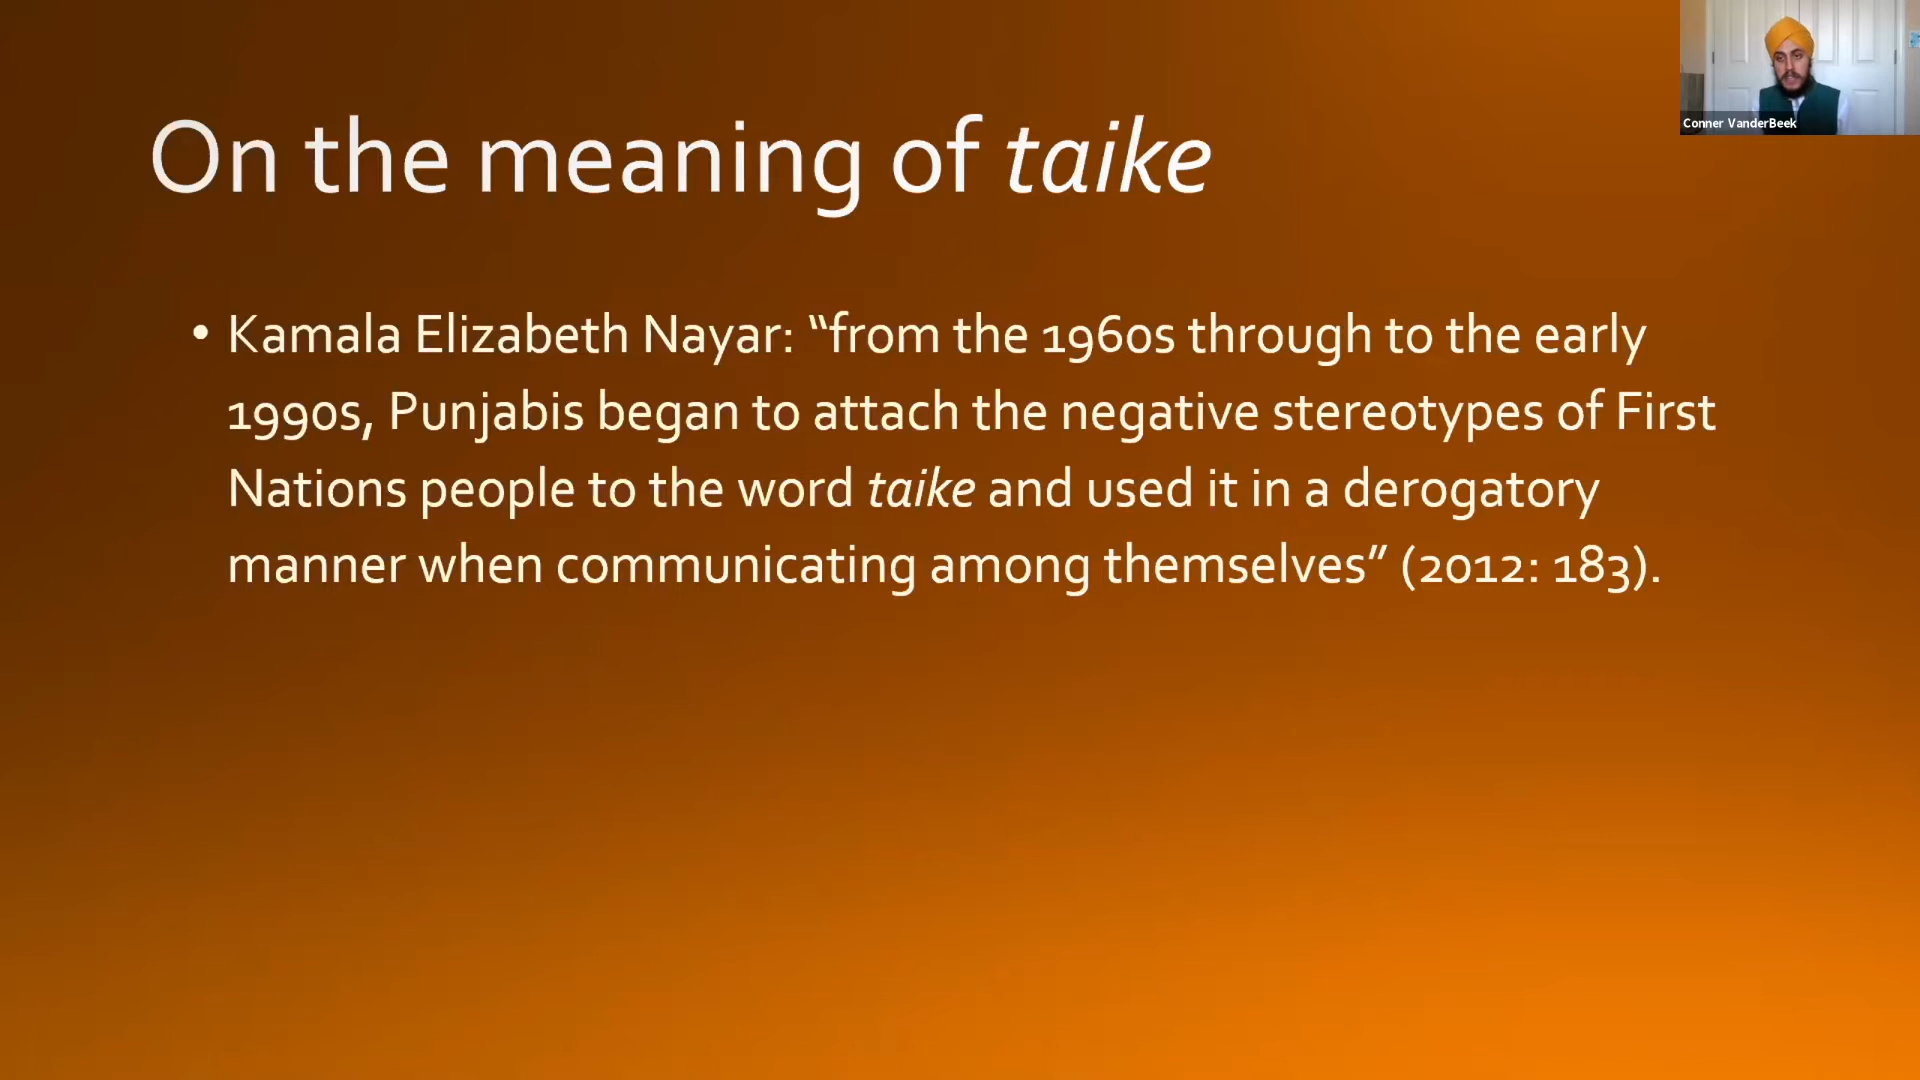 On the meaning of taike
• Kamala Elizabeth Nayar: “from the 1960s through to the early
1990s, Punjabis began to attach the negative stereotypes of First
Nations people to the word taike and used it in a derogatory
manner when communicating among themselves” (2012: 183).
Conner VanderBeek